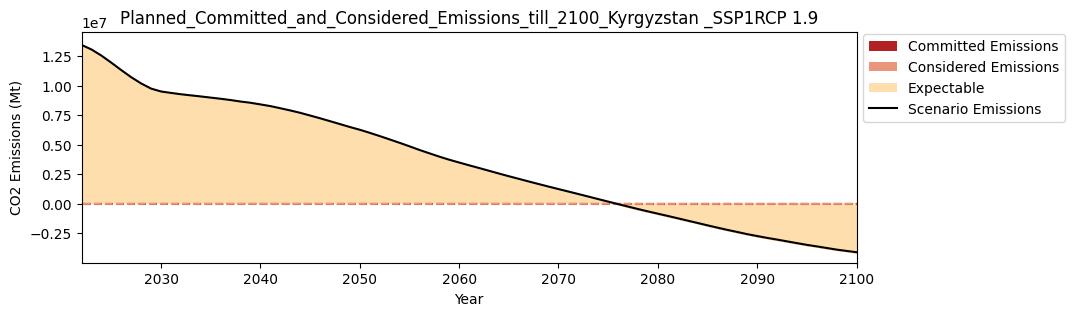 Planned_Committed_and_Considered_Emissions_till_2100_Kyrgyzstan _SSP1RCP 1.9
1e7
CO2 Emissions (Mt)
1.25
1.00
0.75
0.50
0.25
0.00
−0.25
2030 2040 2050 2060 2070 2080 2090 2100
Year
Committed Emissions
Considered Emissions
Expectable
Scenario Emissions